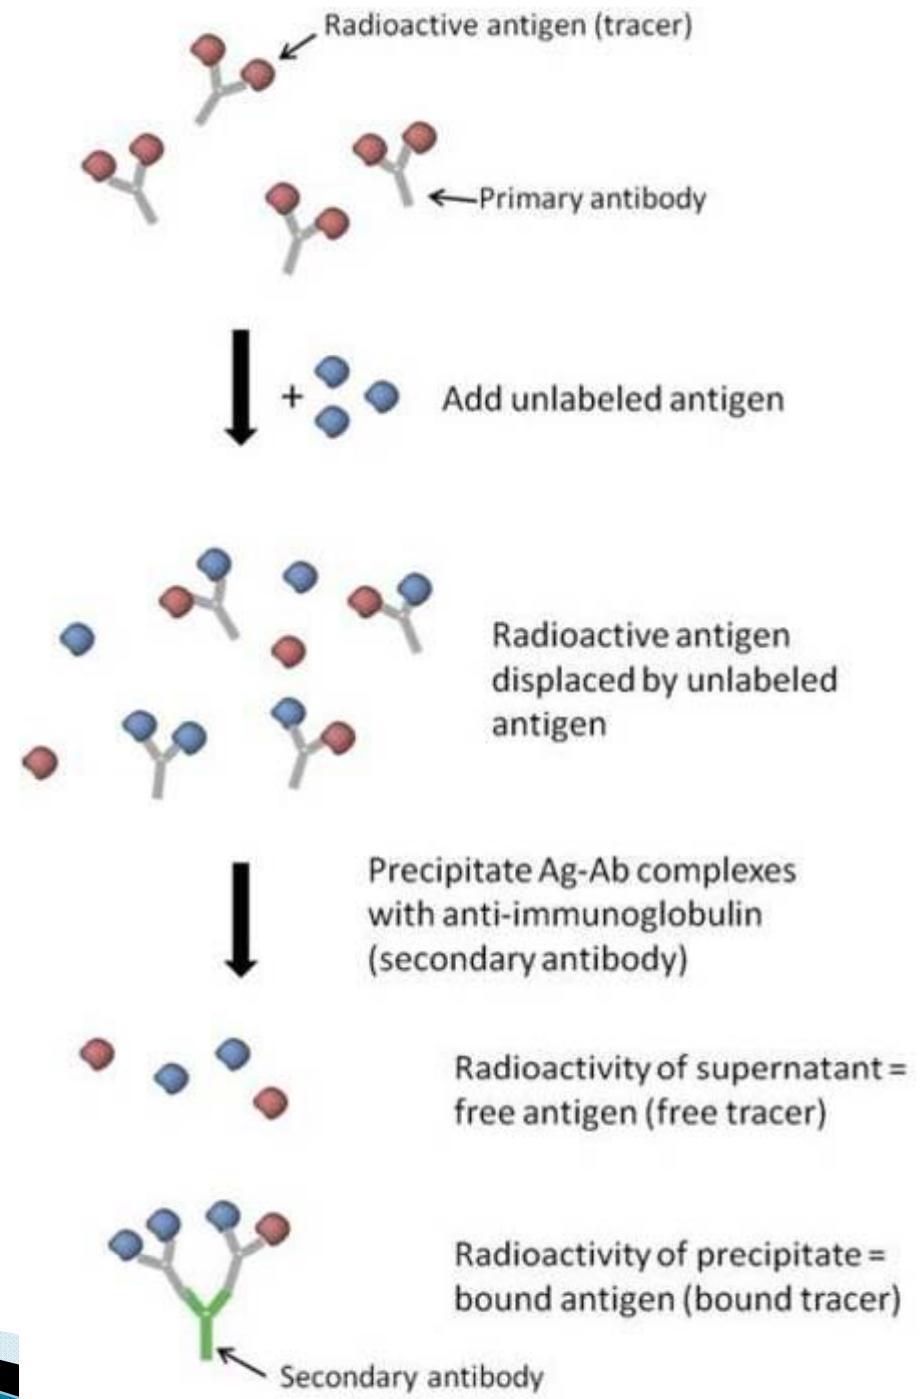 Radioactive antigen (tracer)
Primary antibody
+
Add unlabeled antigen
Radioactive antigen
displaced by unlabeled
antigen
Precipitate Ag-Ab complexes
with anti-immunoglobulin
(secondary antibody)
Radioactivity of supernatant =
free antigen (free tracer)
Radioactivity of precipitate =
bound antigen (bound tracer)
Secondary antibody